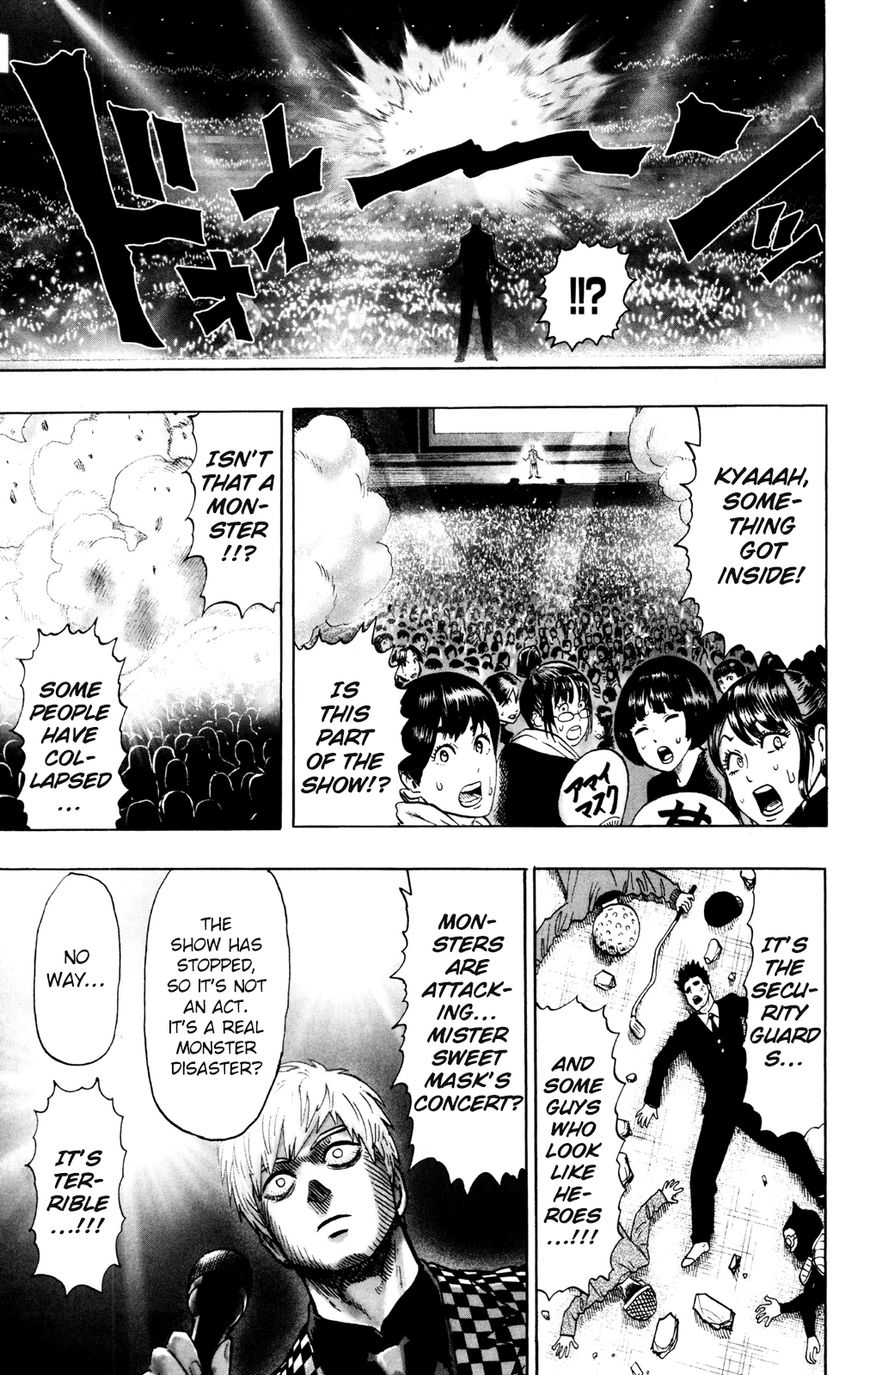 ドオォーン
!!?
KYAAAH,
SOME-
THING
GOT
INSIDE!
IS
THIS
PART
OF THE
SHOW!?
アマイ
マスク
ISN'T
THAT A
MON-
STER
!!?
SOME
PEOPLE
HAVE
COL-
LAPSED
...
IT'S
THE
SECU-
RITY
GUARD
S...
AND
SOME
GUYS
WHO
LOOK
LIKE
HE-
ROES
...!!!
MON-
STERS
ARE
ATTACK-
ING...
MISTER
SWEET
MASK'S
CONCERT?
THE
SHOW HAS
STOPPED,
SO IT'S NOT
AN ACT.
IT'S A REAL
MONSTER
DISASTER?
NO
WAY...
IT'S
TER-
RIBLE
...!!!